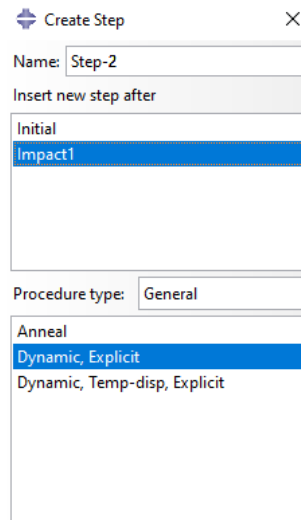 Create Step
Name: Step-2
Insert new step after
Initial
Impact1
Procedure type: General
Anneal
Dynamic, Explicit
Dynamic, Temp-disp, Explicit